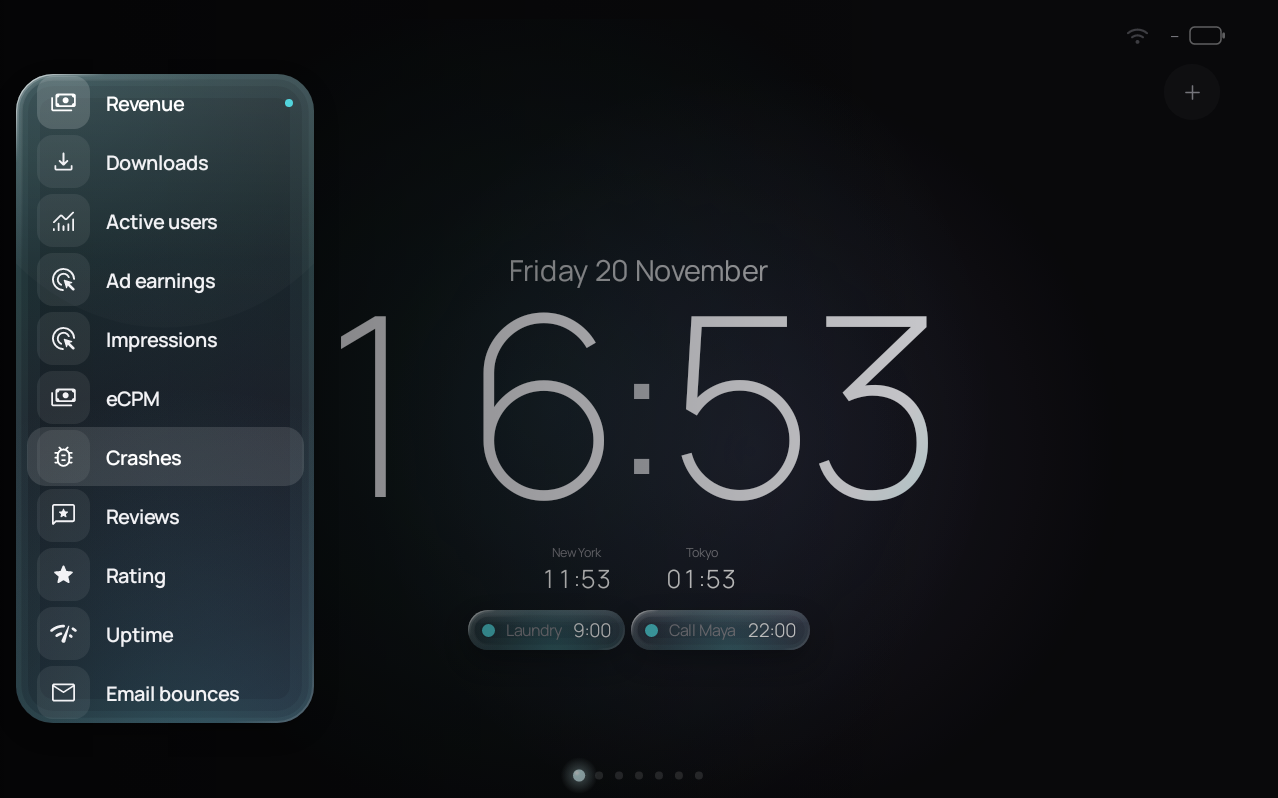 Revenue
Downloads
Active users
Ad earnings
Impressions
eCPM
Crashes
Reviews
Rating
Uptime
Email bounces
–
+
Friday 20 November
16:53
New York
11:53
Tokyo
01:53
Laundry 9:00
Call Maya 22:00